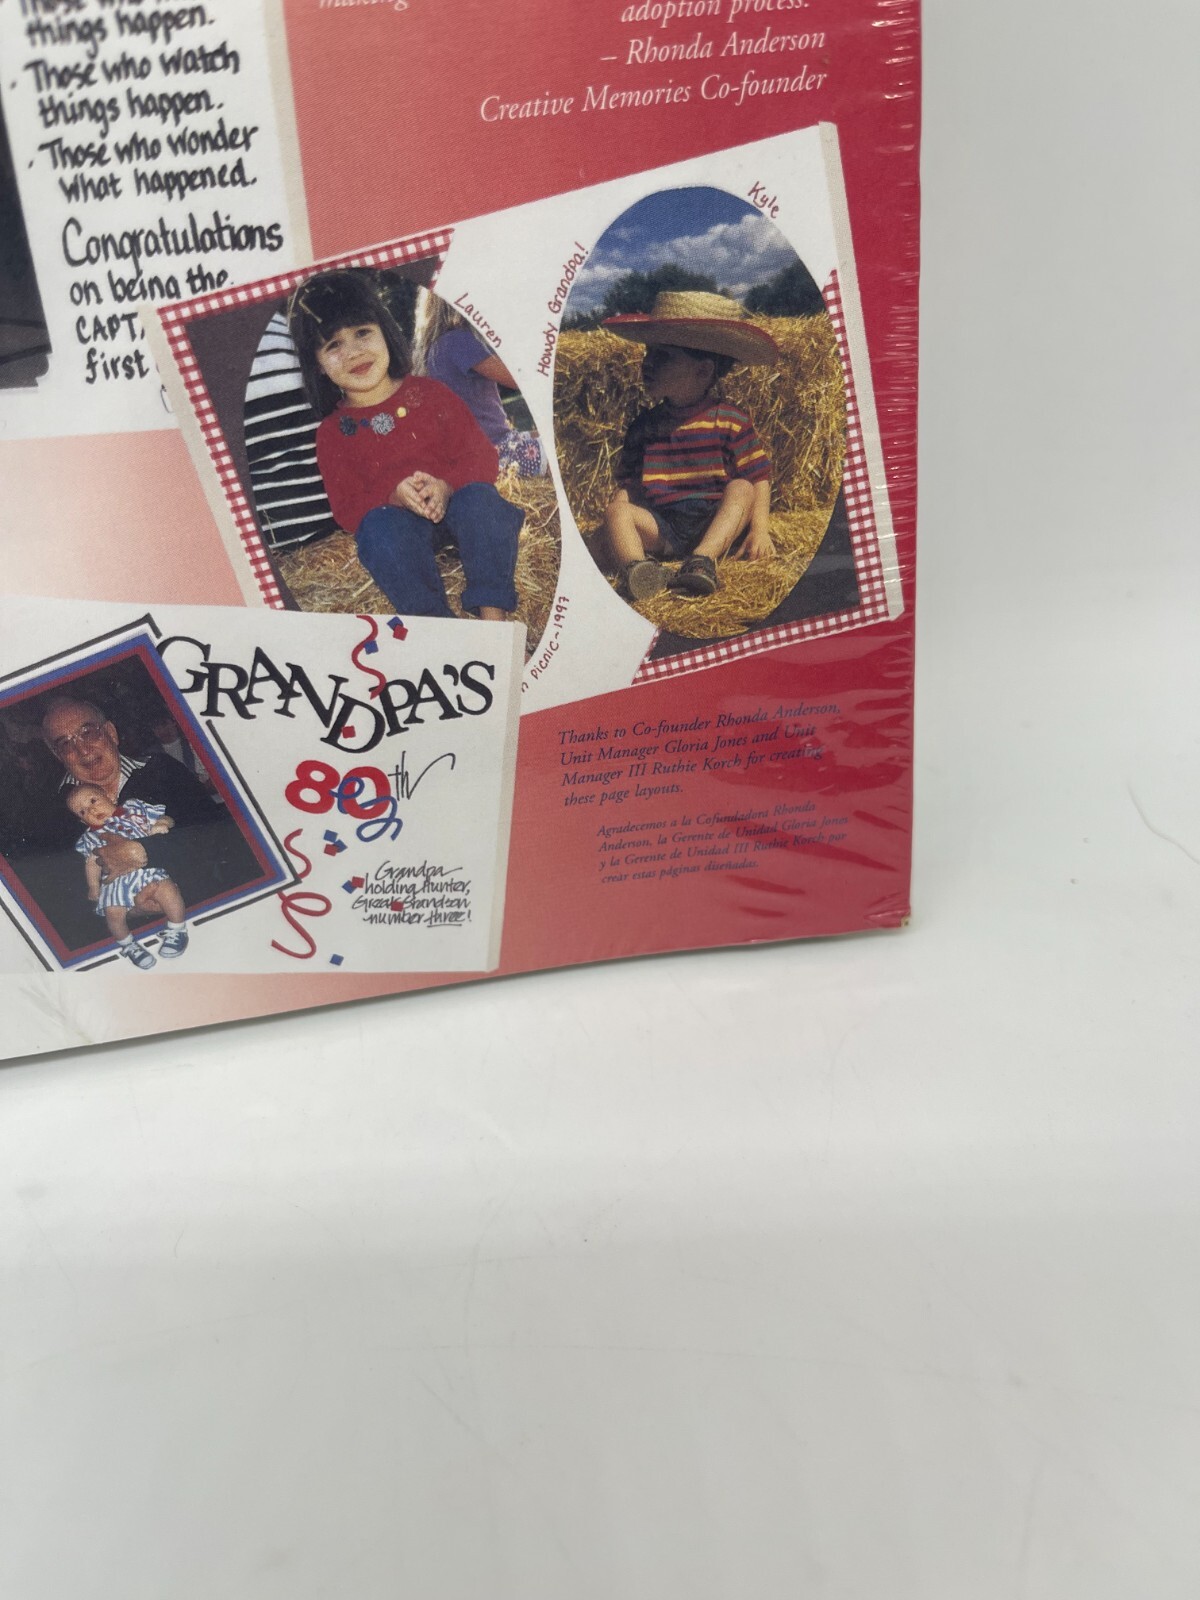 things happen.
· Those who watch
things happen.
· Those who wonder
what happened.
Congratulations
on being the
CAPT
first
making
adoption process.
– Rhonda Anderson
Creative Memories Co-founder
Lauren
Howdy Grandpa!
Kyle
Picnic-1997
GRANDPA'S
80th
Grandpa
holding Hunter,
Great Grandson
number three!
Thanks to Co-founder Rhonda Anderson,
Unit Manager Gloria Jones and Unit
Manager III Ruthie Korch for creating
these page layouts.
Agradecemos a la Cofundadora Rhonda
Anderson, la Gerente de Unidad Gloria Jones
y la Gerente de Unidad III Ruthie Korch por
crear estas páginas diseñadas.